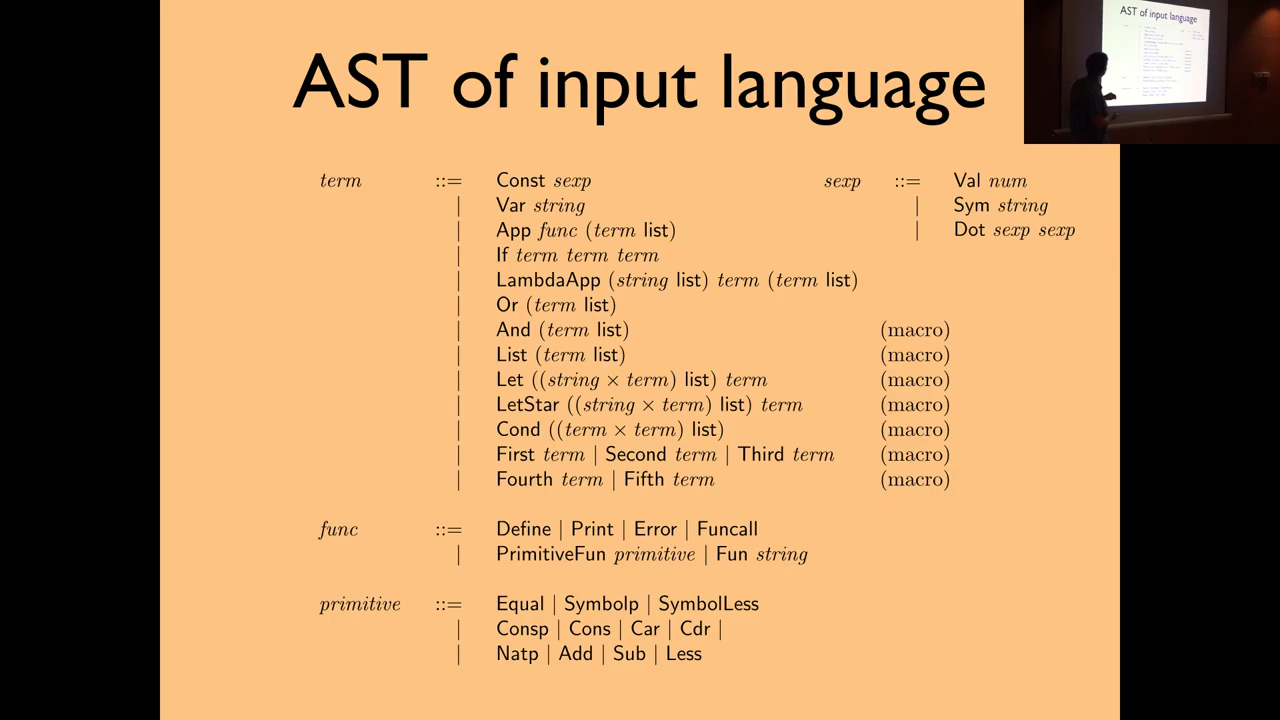 AST of input language
term ::= Const sexp
| Var string
| App func (term list)
| If term term term
| LambdaApp (string list) term (term list)
| Or (term list)
| And (term list) (macro)
| List (term list) (macro)
| Let ((string × term) list) term (macro)
| LetStar ((string × term) list) term (macro)
| Cond ((term × term) list) (macro)
| First term | Second term | Third term (macro)
| Fourth term | Fifth term (macro)
sexp ::= Val num
| Sym string
| Dot sexp sexp
func ::= Define | Print | Error | Funcall
| PrimitiveFun primitive | Fun string
primitive ::= Equal | Symbolp | SymbolLess
| Consp | Cons | Car | Cdr |
| Natp | Add | Sub | Less
AST of input language